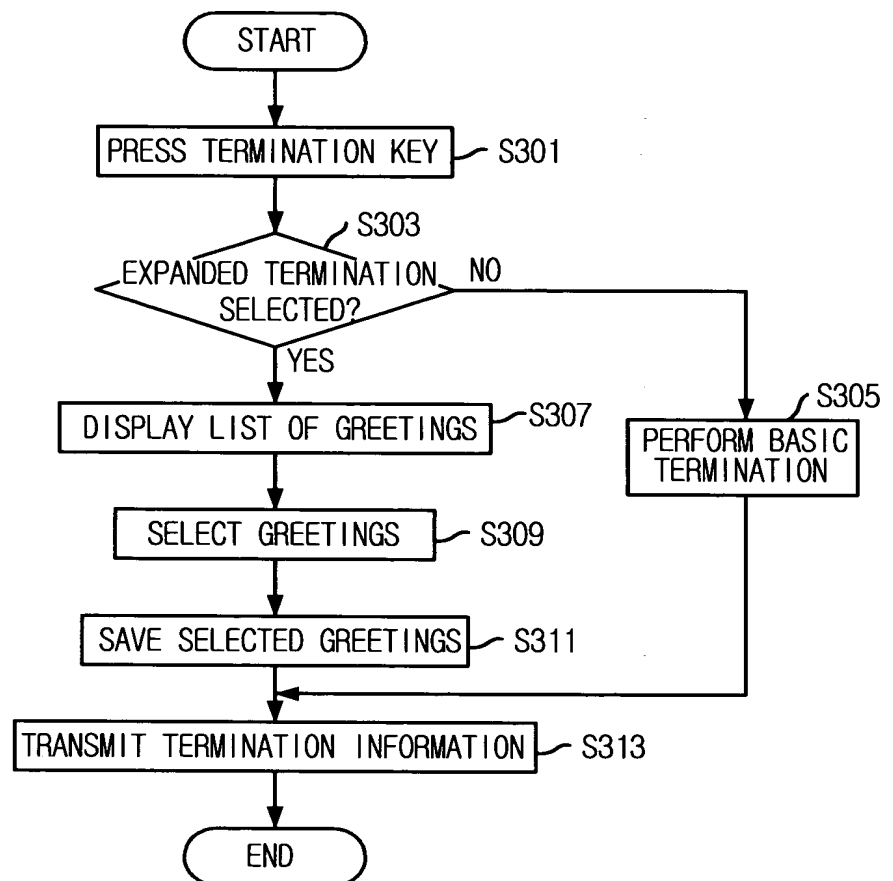 START
PRESS TERMINATION KEY
S301
S303
EXPANDED TERMINATION
SELECTED?
NO
YES
DISPLAY LIST OF GREETINGS
S307
S305
PERFORM BASIC
TERMINATION
SELECT GREETINGS
S309
SAVE SELECTED GREETINGS
S311
TRANSMIT TERMINATION INFORMATION
S313
END